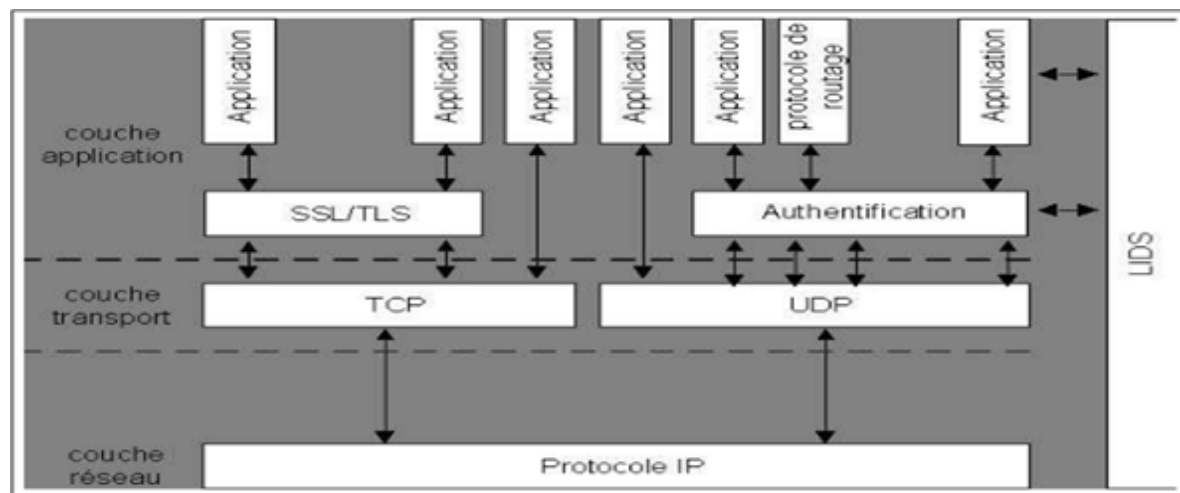 Application
Application
Application
Application
Application
protocole de
routage
Application
couche
application
SSL/TLS
Authentification
LIDS
couche
transport
TCP
UDP
couche
réseau
Protocole IP